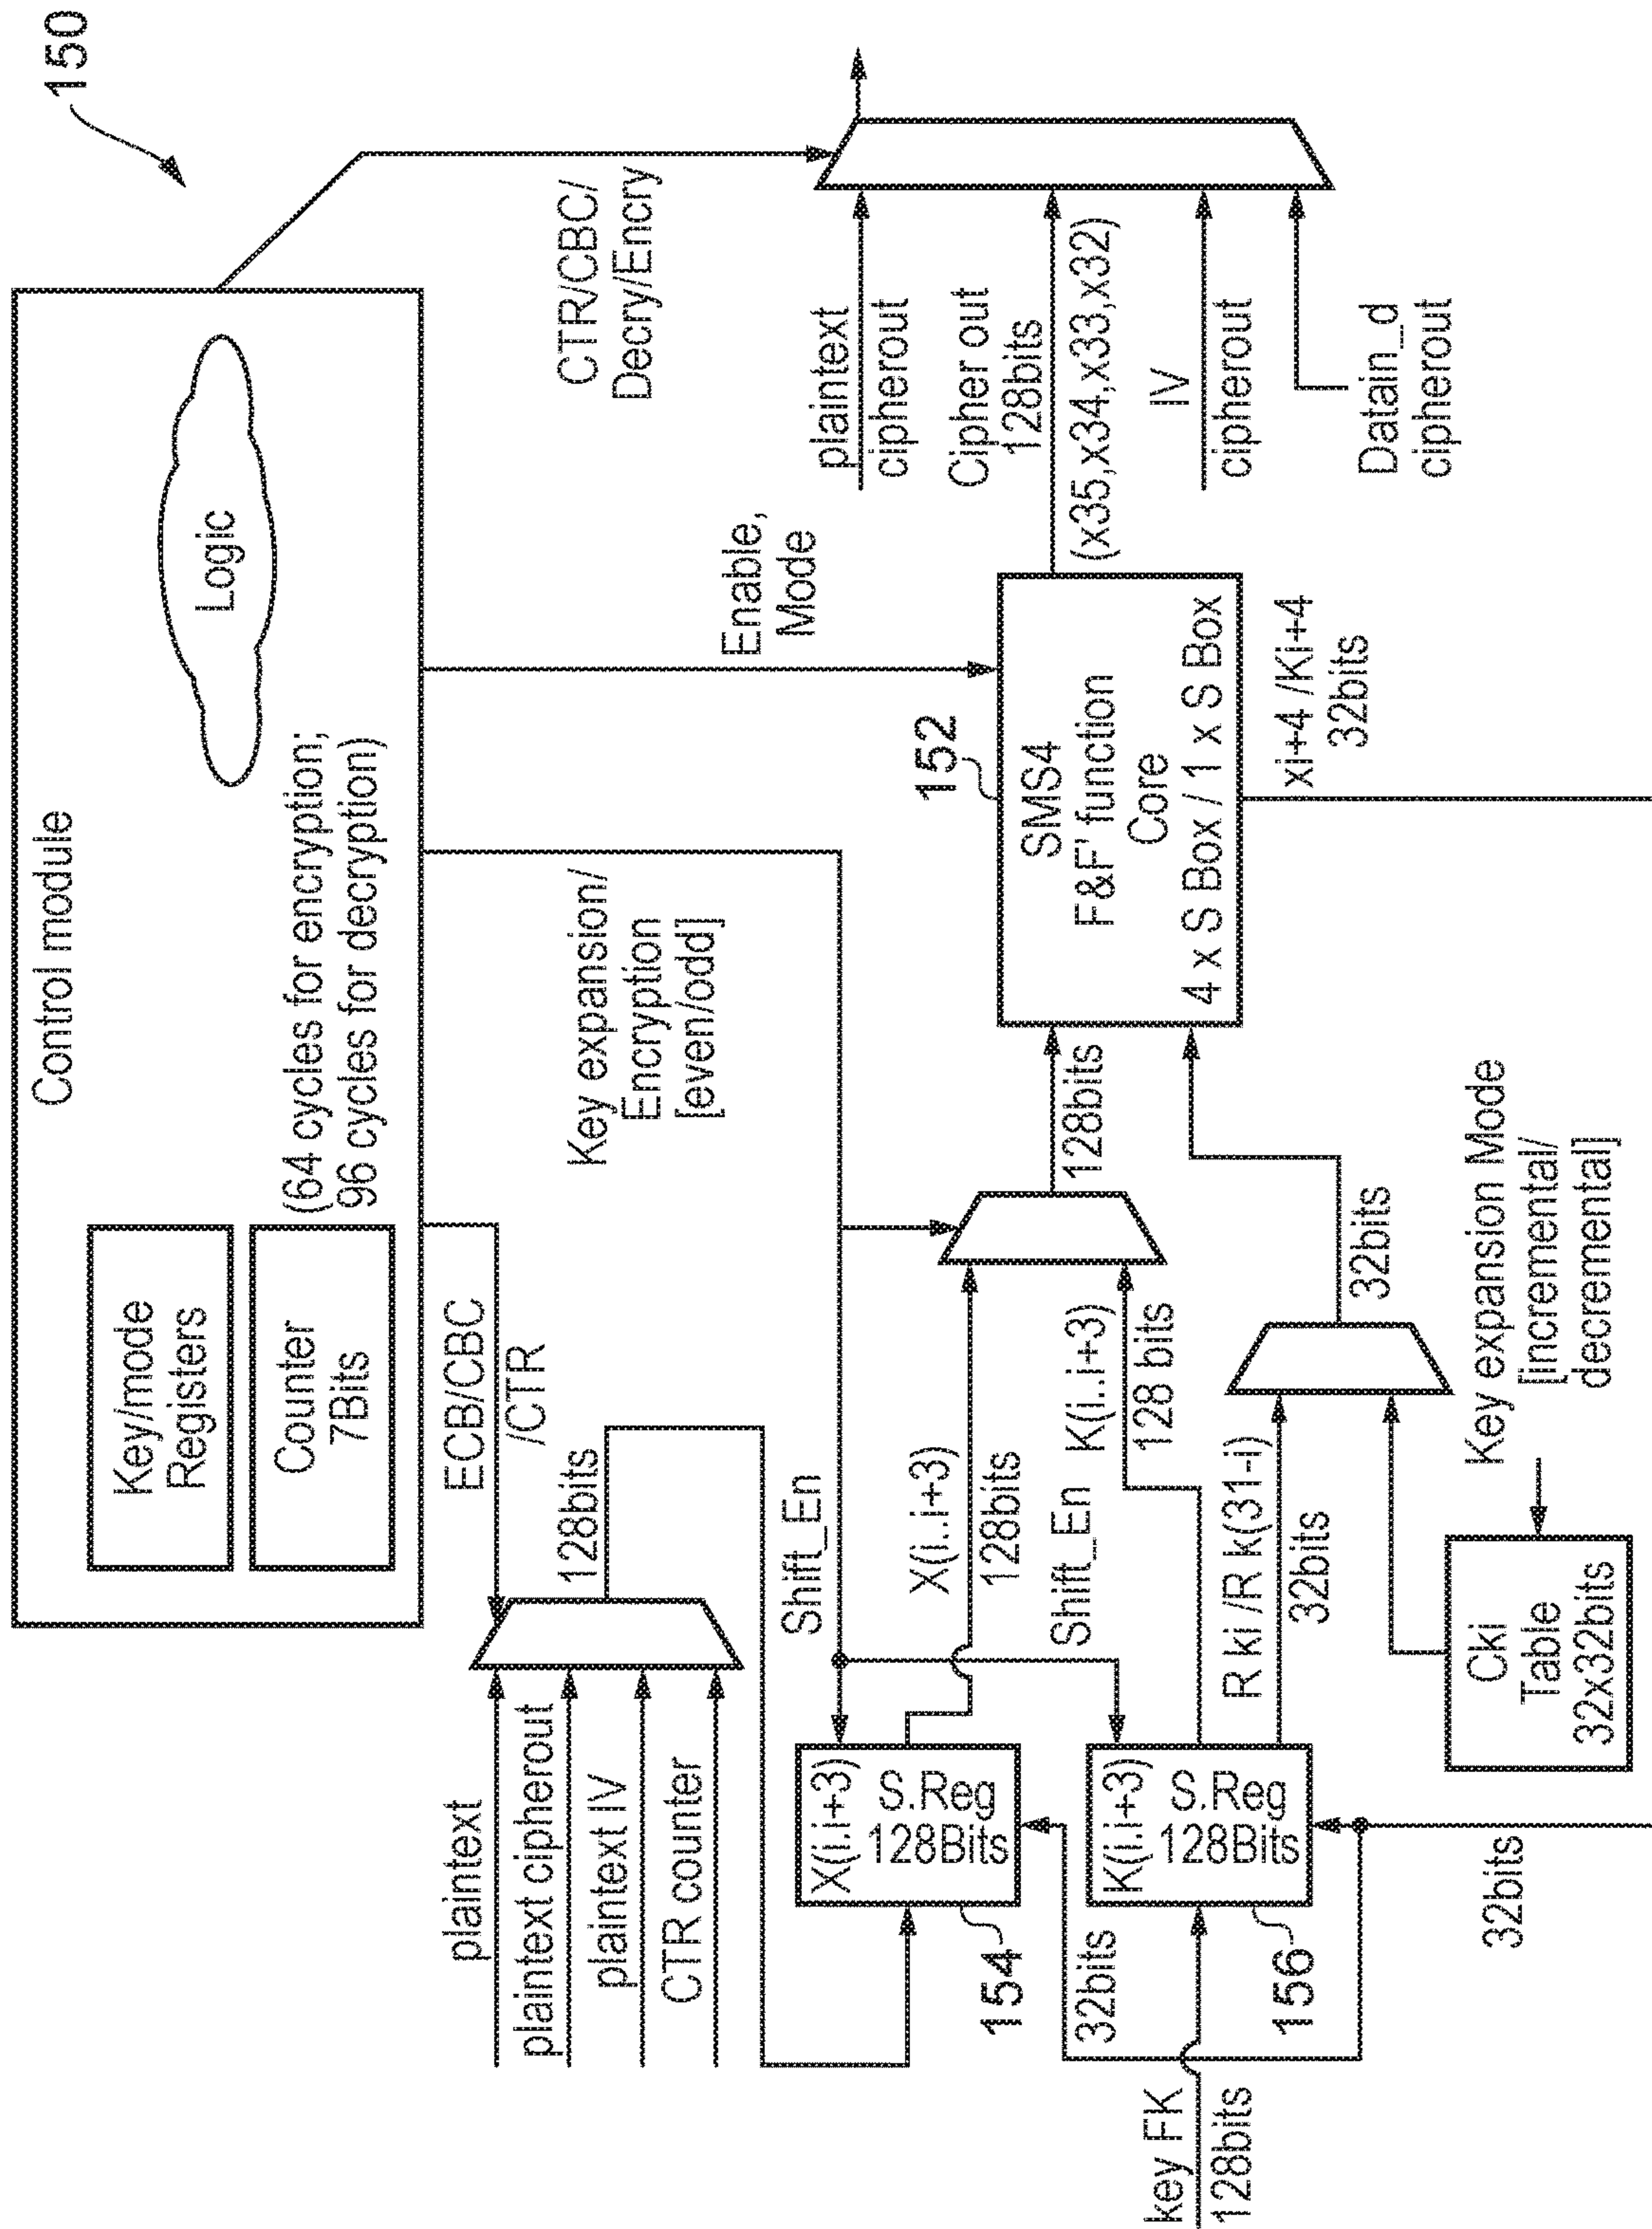 150
Control module
Key/mode
Registers
Counter
7Bits
(64 cycles for encryption;
96 cycles for decryption)
Logic
ECB/CBC
/CTR
Key expansion/
Encryption
[even/odd]
Enable,
Mode
CTR/CBC/
Decry/Encry
plaintext
plaintext cipherout
plaintext IV
CTR counter
128bits
Shift_En
X(i.i+3)
S.Reg
128Bits
154
X(i..i+3)
128bits
Shift_En
K(i..i+3)
128 bits
128bits
152
SMS4
F&F' function
Core
4 x S Box / 1 x S Box
plaintext
cipherout
Cipher out
128bits
(x35,x34,x33,x32)
IV
cipherout
Datain_d
cipherout
key FK
128bits
32bits
K(i.i+3)
S.Reg
128Bits
156
R ki /R k(31-i)
32bits
32bits
xi+4 /Ki+4
32bits
Cki
Table
32x32bits
Key expansion Mode
[incremental/
decremental]
32bits